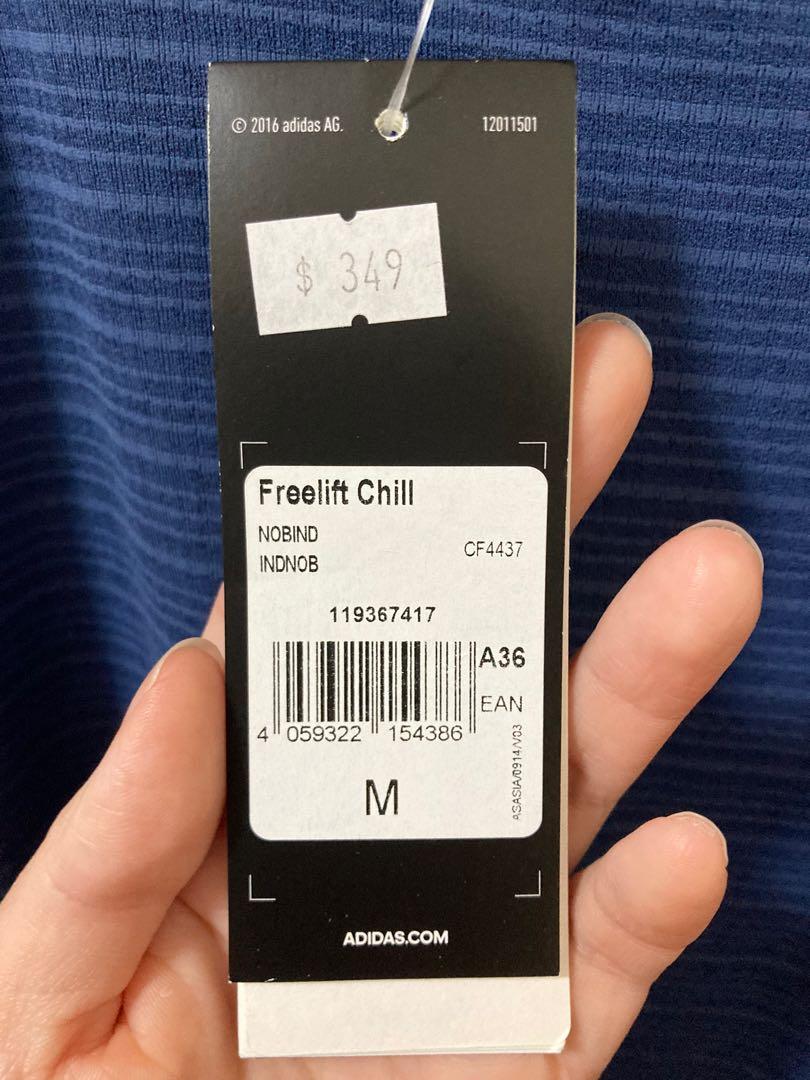 © 2016 adidas AG. 12011501
$ 349
Freelift Chill
NOBIND
INDNOB
CF4437
119367417
A36
EAN
4 059322 154386
ASASIA/0914/V03
M
ADIDAS.COM